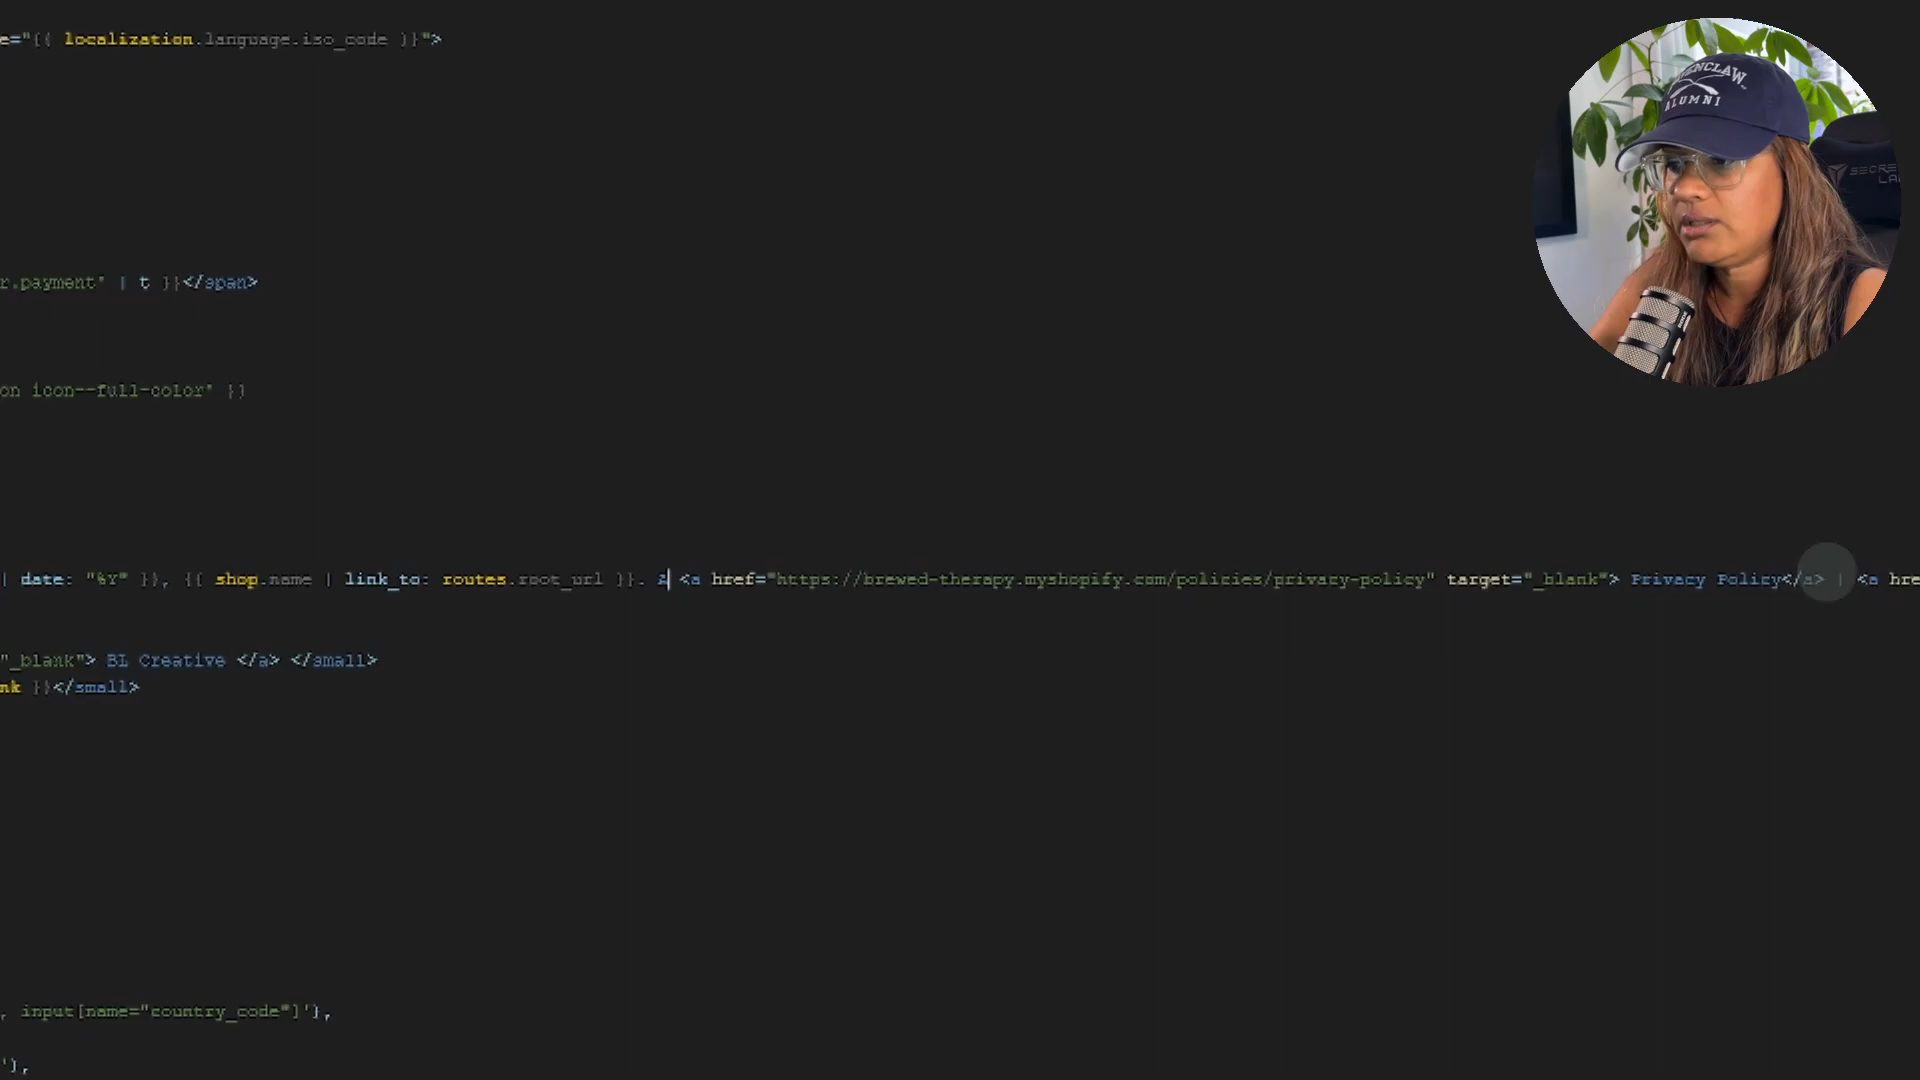 e="{{ localization.language.iso_code }}">
ALUMNI
r.payment" | t }}</span>
on icon--full-color" }}
| date: "%Y" }}, {{ shop.name | link_to: routes.root_url }}. A <a href="https://brewed-therapy.myshopify.com/policies/privacy-policy" target="_blank"> Privacy Policy</a> | <a hre
"_blank"> BL Creative </a> </small>
nk }}</small>
, input[name="country_code"]'),
'),